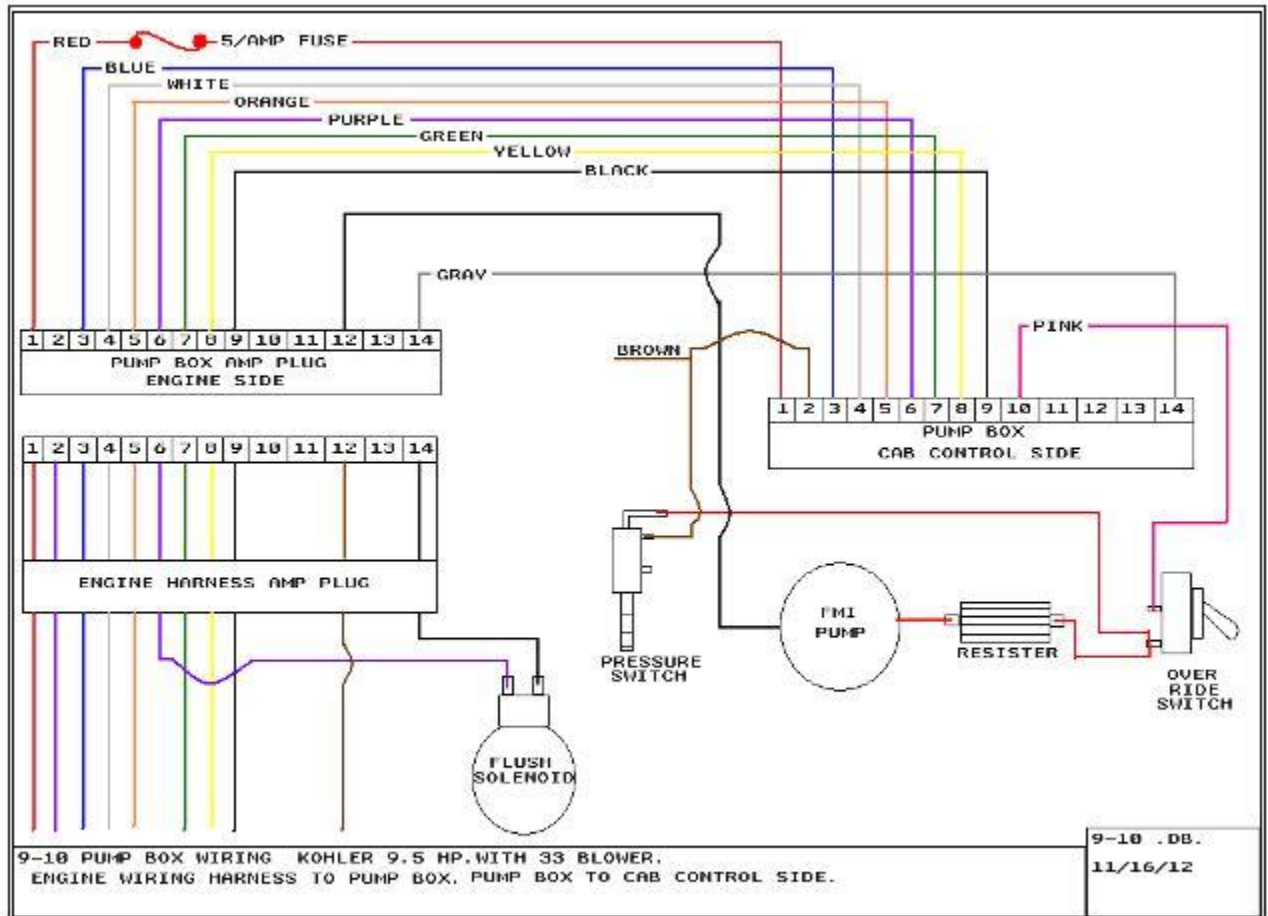 RED
5/AMP FUSE
BLUE
WHITE
ORANGE
PURPLE
GREEN
YELLOW
BLACK
GRAY
1 2 3 4 5 6 7 8 9 10 11 12 13 14
PUMP BOX AMP PLUG
ENGINE SIDE
PINK
BROWN
1 2 3 4 5 6 7 8 9 10 11 12 13 14
PUMP BOX
CAB CONTROL SIDE
1 2 3 4 5 6 7 8 9 10 11 12 13 14
ENGINE HARNESS AMP PLUG
PRESSURE
SWITCH
FMI
PUMP
RESISTER
OVER
RIDE
SWITCH
FLUSH
SOLENOID
9-10 PUMP BOX WIRING KOHLER 9.5 HP.WITH 33 BLOWER.
ENGINE WIRING HARNESS TO PUMP BOX. PUMP BOX TO CAB CONTROL SIDE.
9-10 .DB.
11/16/12